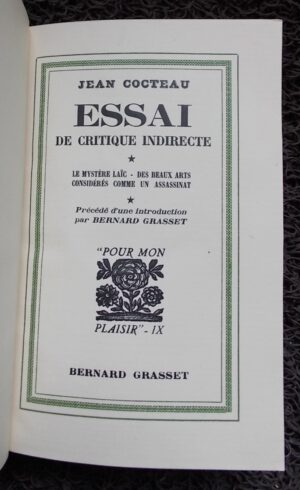 JEAN COCTEAU
ESSAI
DE CRITIQUE INDIRECTE
LE MYSTÈRE LAÏC - DES BEAUX ARTS
CONSIDÉRÉS COMME UN ASSASSINAT
Précédé d'une introduction
par BERNARD GRASSET
"POUR MON
PLAISIR" - IX
BERNARD GRASSET